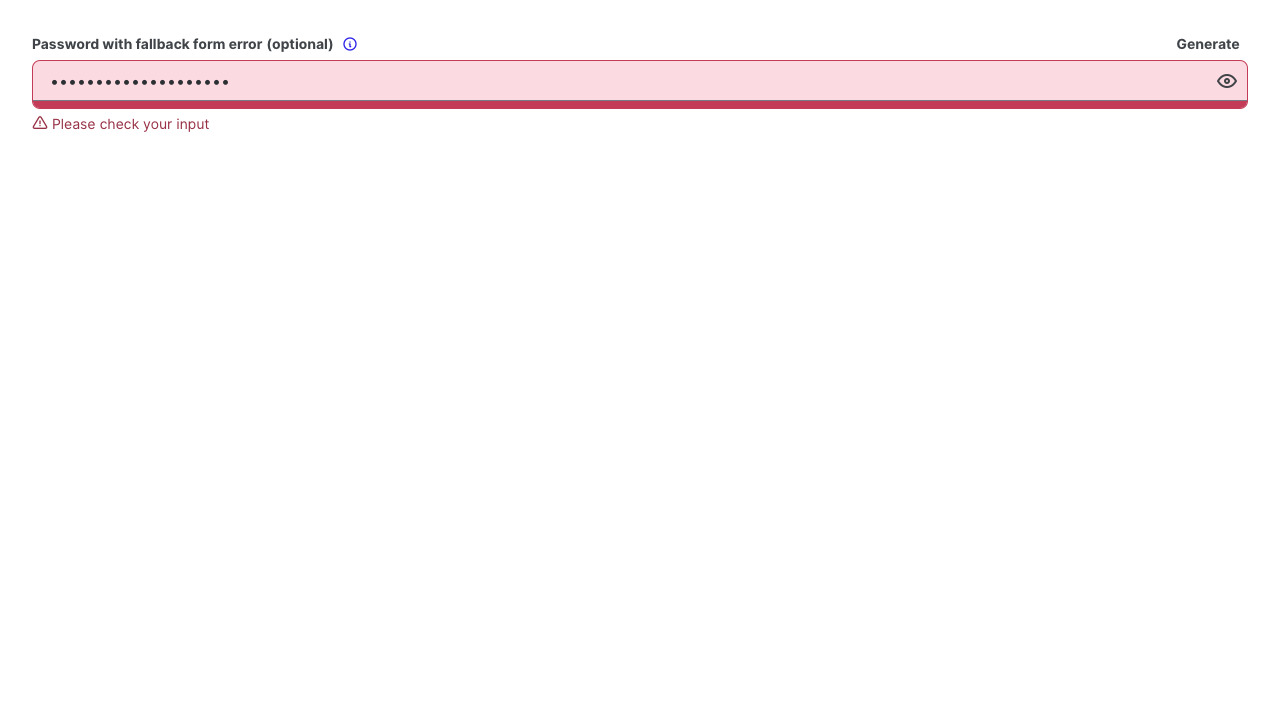 Password with fallback form error (optional) Generate
••••••••••••••••••••
Please check your input